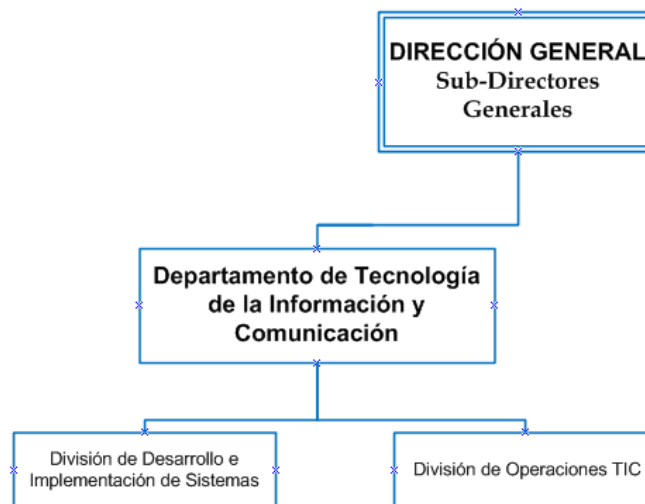 DIRECCIÓN GENERAL
Sub-Directores
Generales
Departamento de Tecnología
de la Información y
Comunicación
División de Desarrollo e
Implementación de Sistemas
División de Operaciones TIC